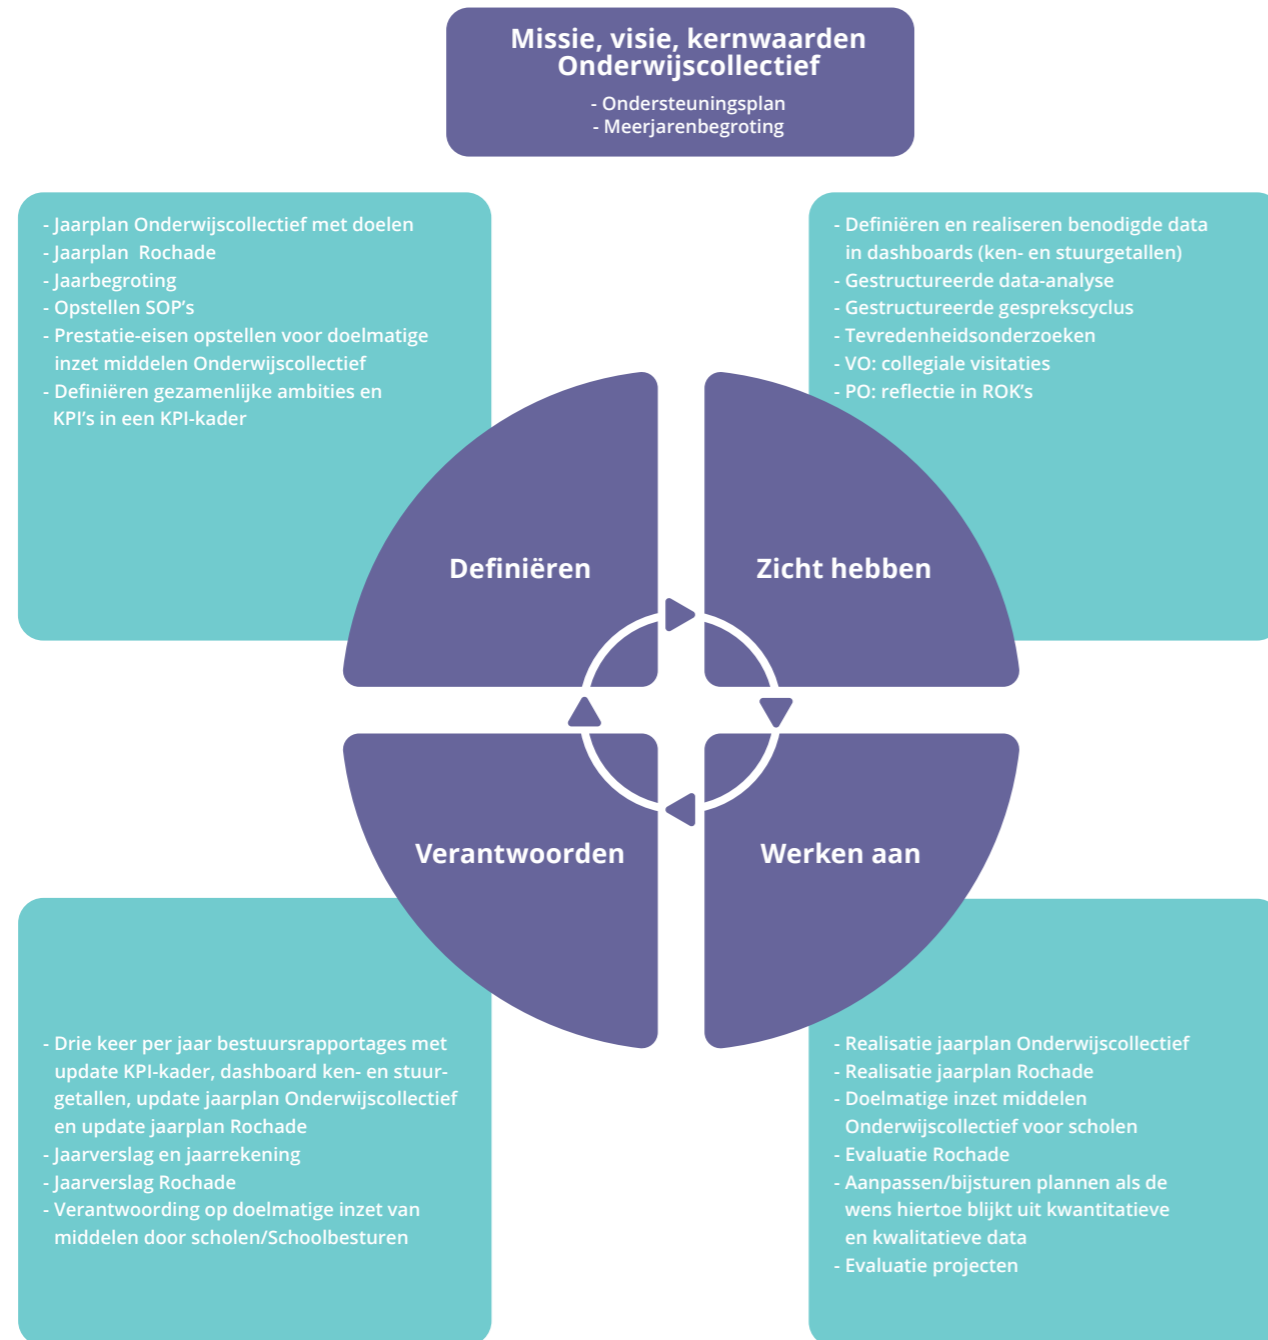 Missie, visie, kernwaarden
Onderwijscollectief
- Ondersteuningsplan
- Meerjarenbegroting
- Jaarplan Onderwijscollectief met doelen
- Jaarplan Rochade
- Jaarbegroting
- Opstellen SOP's
- Prestatie-eisen opstellen voor doelmatige
inzet middelen Onderwijscollectief
- Definiëren gezamenlijke ambities en
KPI's in een KPI-kader
- Definiëren en realiseren benodigde data
in dashboards (ken- en stuurgetallen)
- Gestructureerde data-analyse
- Gestructureerde gesprekscyclus
- Tevredenheidsonderzoeken
- VO: collegiale visitaties
- PO: reflectie in ROK's
Definiëren
Zicht hebben
Verantwoorden
Werken aan
- Drie keer per jaar bestuursrapportages met
update KPI-kader, dashboard ken- en stuur-
getallen, update jaarplan Onderwijscollectief
en update jaarplan Rochade
- Jaarverslag en jaarrekening
- Jaarverslag Rochade
- Verantwoording op doelmatige inzet van
middelen door scholen/Schoolbesturen
- Realisatie jaarplan Onderwijscollectief
- Realisatie jaarplan Rochade
- Doelmatige inzet middelen
Onderwijscollectief voor scholen
- Evaluatie Rochade
- Aanpassen/bijsturen plannen als de
wens hiertoe blijkt uit kwantitatieve
en kwalitatieve data
- Evaluatie projecten